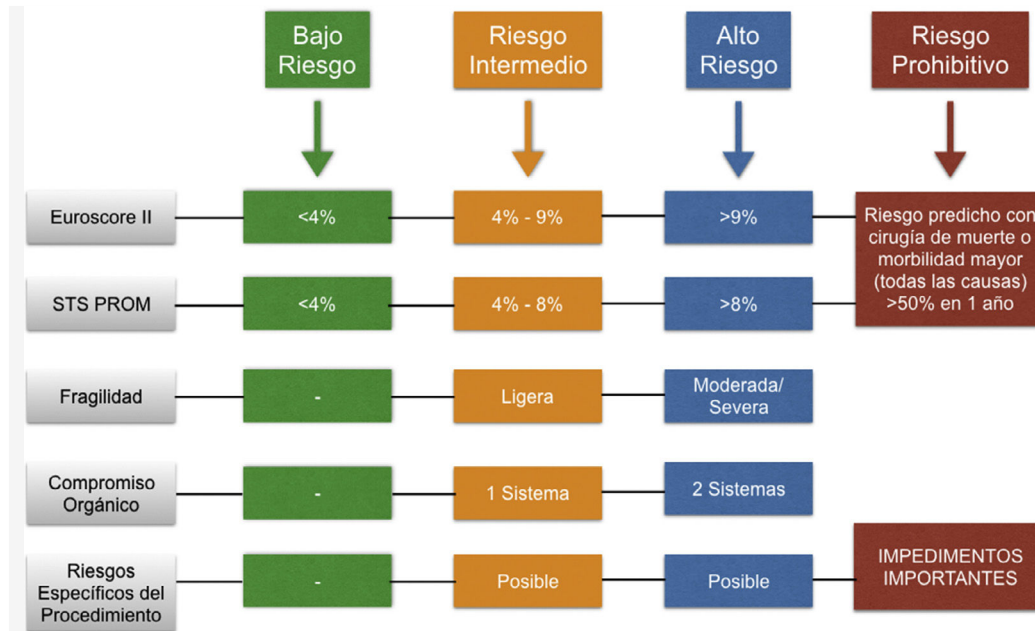 Bajo
Riesgo
Riesgo
Intermedio
Alto
Riesgo
Riesgo
Prohibitivo
Euroscore II
<4%
4% - 9%
>9%
Riesgo predicho con
cirugía de muerte o
morbilidad mayor
(todas las causas)
>50% en 1 año
STS PROM
<4%
4% - 8%
>8%
Fragilidad
-
Ligera
Moderada/
Severa
Compromiso
Orgánico
-
1 Sistema
2 Sistemas
Riesgos
Específicos del
Procedimiento
-
Posible
Posible
IMPEDIMENTOS
IMPORTANTES